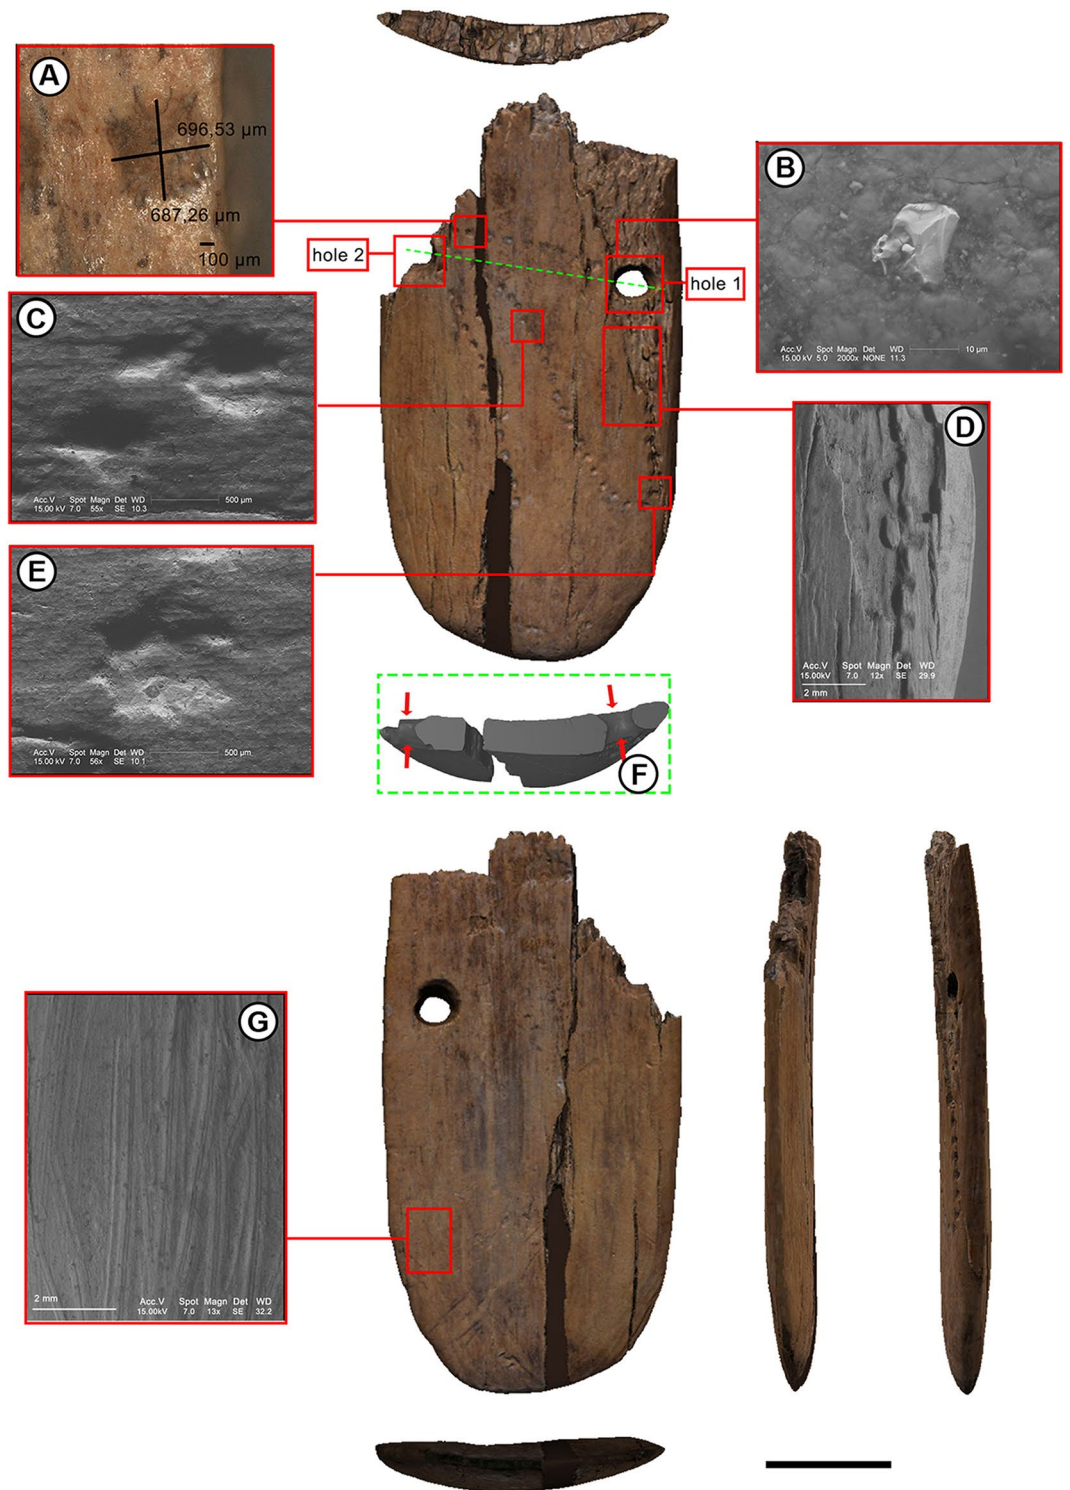 A
696,53 µm
687,26 µm
100 µm
B
Acc.V Spot Magn Det WD
15.00 kV 5.0 2000x NONE 11.3
10 µm
hole 2
hole 1
C
Acc.V Spot Magn Det WD
15.00 kV 7.0 55x SE 10.3
500 µm
D
Acc.V Spot Magn Det WD
15.00kV 7.0 12x SE 29.9
2 mm
E
Acc.V Spot Magn Det WD
15.00 kV 7.0 56x SE 10.1
500 µm
F
G
2 mm
Acc.V Spot Magn Det WD
15.00kV 7.0 13x SE 32.2